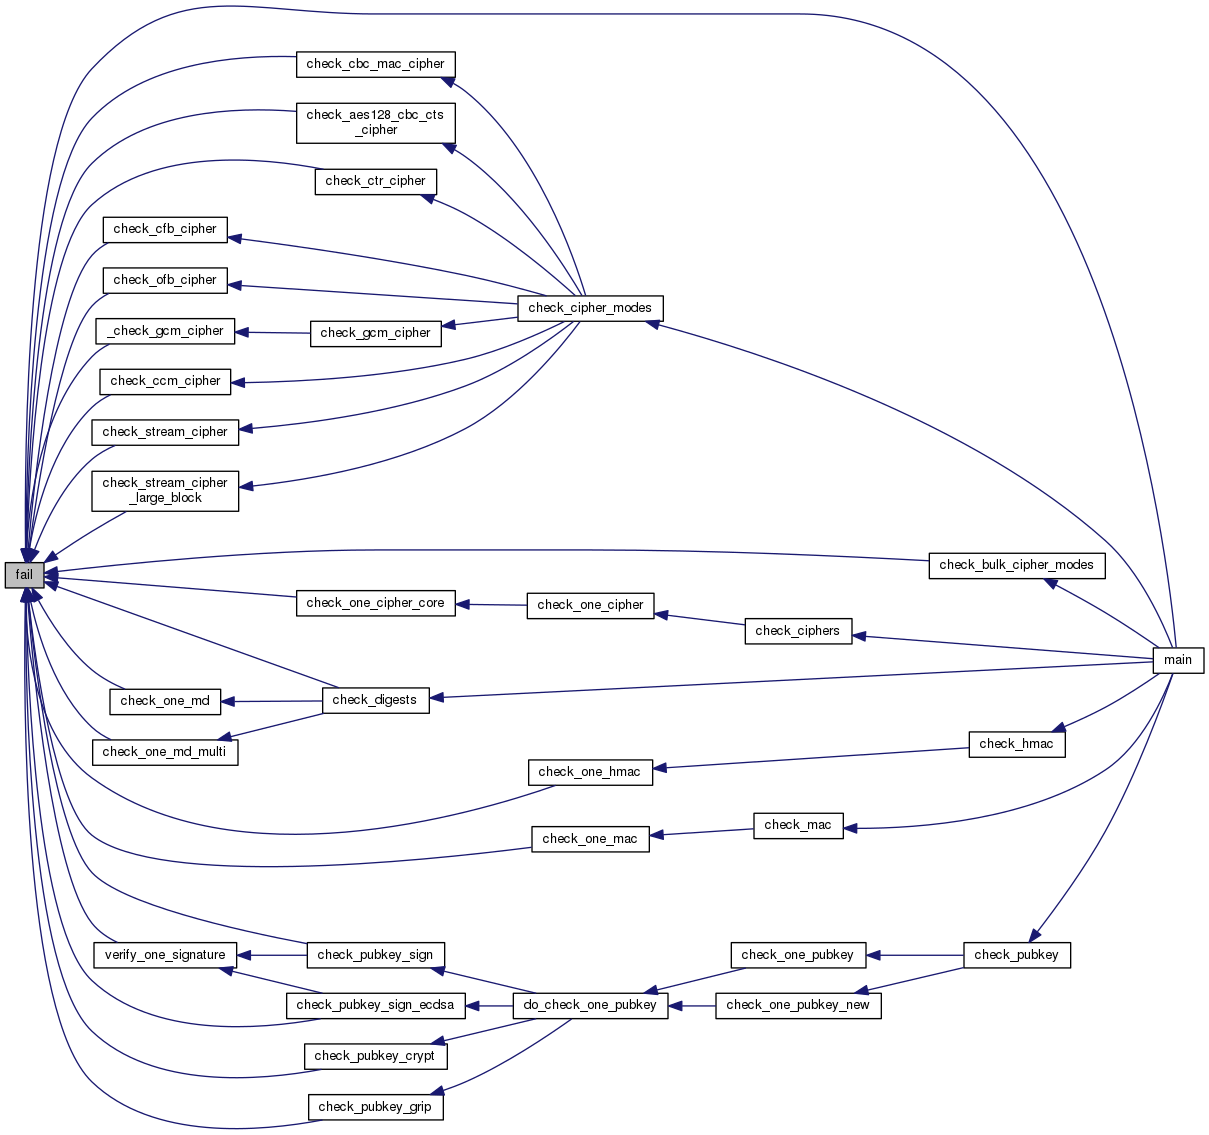 check_cbc_mac_cipher
check_aes128_cbc_cts
_cipher
check_ctr_cipher
check_cfb_cipher
check_ofb_cipher
check_cipher_modes
_check_gcm_cipher
check_gcm_cipher
check_ccm_cipher
check_stream_cipher
check_stream_cipher
_large_block
check_bulk_cipher_modes
fail
check_one_cipher_core
check_one_cipher
check_ciphers
main
check_one_md
check_digests
check_one_md_multi
check_hmac
check_one_hmac
check_mac
check_one_mac
verify_one_signature
check_pubkey_sign
check_one_pubkey
check_pubkey
check_pubkey_sign_ecdsa
do_check_one_pubkey
check_one_pubkey_new
check_pubkey_crypt
check_pubkey_grip